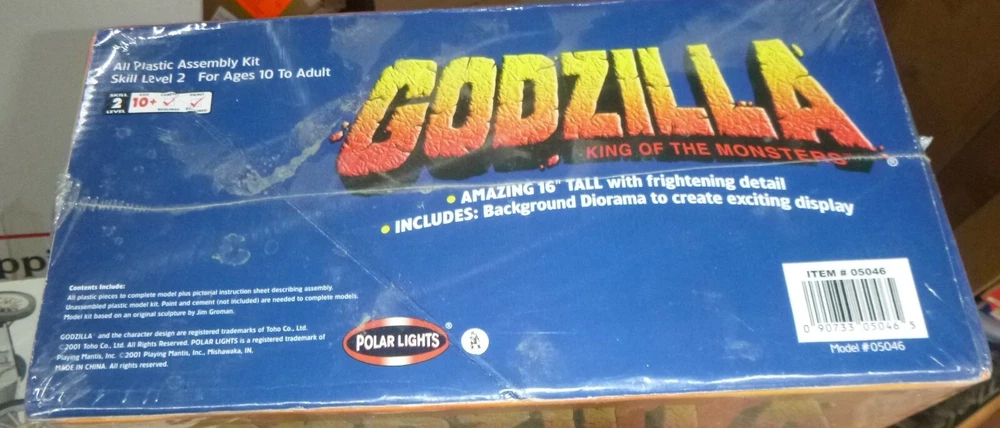 All Plastic Assembly Kit
Skill Level 2 For Ages 10 To Adult
SKILL
2
LEVEL
10+
GODZILLA
KING OF THE MONSTERS
®
• AMAZING 16" TALL with frightening detail
• INCLUDES: Background Diorama to create exciting display
Contents Include:
All plastic pieces to complete model plus pictorial instruction sheet describing assembly.
Unassembled plastic model kit. Paint and cement (not included) are needed to complete models.
Model kit based on an original sculpture by Jim Groman.
GODZILLA and the character design are registered trademarks of Toho Co., Ltd.
©2001 Toho Co., Ltd. All Rights Reserved. POLAR LIGHTS is a registered trademark of
Playing Mantis, Inc. ©2001 Playing Mantis, Inc., Mishawaka, IN.
MADE IN CHINA. All rights reserved.
POLAR LIGHTS
®
ITEM # 05046
0 90733 05046 5
Model #05046